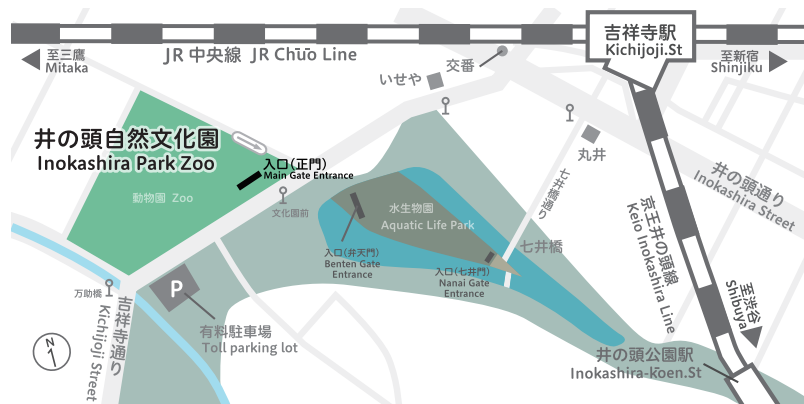 吉祥寺駅
Kichijoji.St
JR 中央線 JR Chūō Line
至三鷹
Mitaka
至新宿
Shinjiku
交番
いせや
井の頭自然文化園
Inokashira Park Zoo
入口(正門)
Main Gate Entrance
丸井
井の頭通り
Inokashira Street
動物園 Zoo
文化園前
水生物園
Aquatic Life Park
七井橋通り
七井橋
京王井の頭線
Keio Inokashira Line
入口(弁天門)
Benten Gate
Entrance
入口(七井門)
Nanai Gate
Entrance
万助橋
P
吉祥寺通り
Kichijoji Street
有料駐車場
Toll parking lot
至渋谷
Shibuya
N
井の頭公園駅
Inokashira-Koen.St